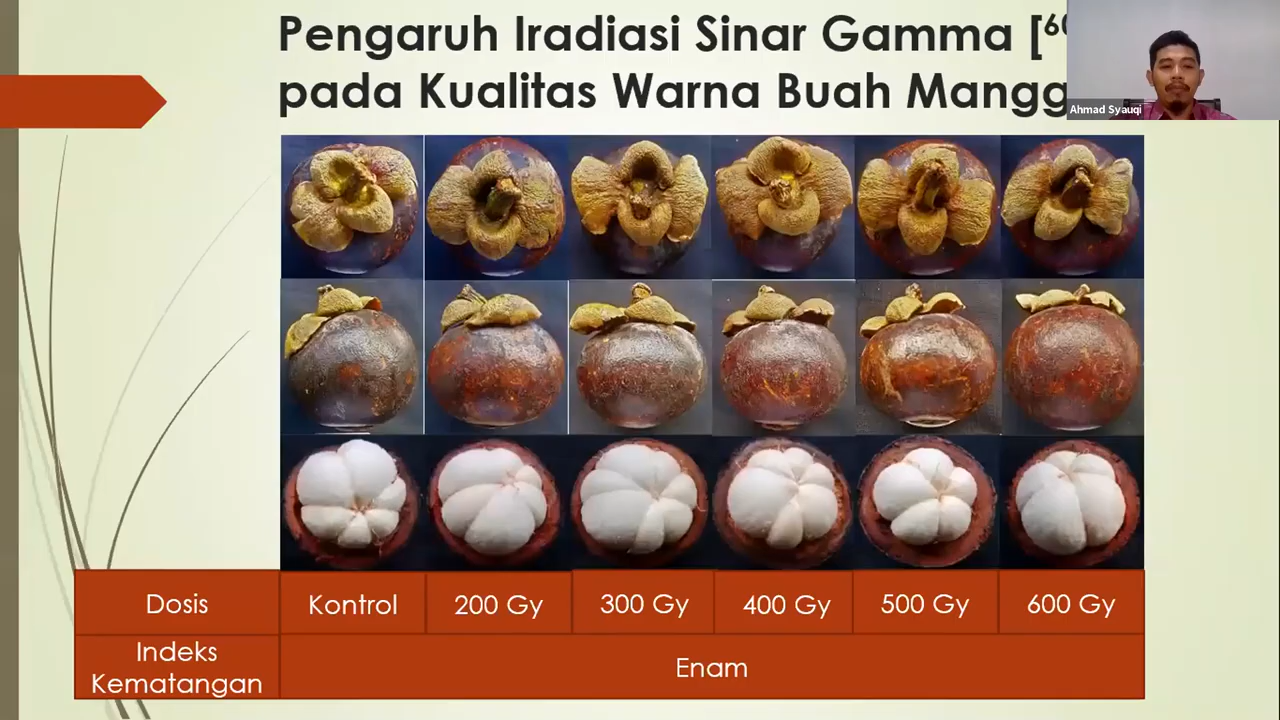 Pengaruh Iradiasi Sinar Gamma [⁶
pada Kualitas Warna Buah Mangg
Ahmad Syauqi
Dosis Kontrol 200 Gy 300 Gy 400 Gy 500 Gy 600 Gy
Indeks
Kematangan
Enam